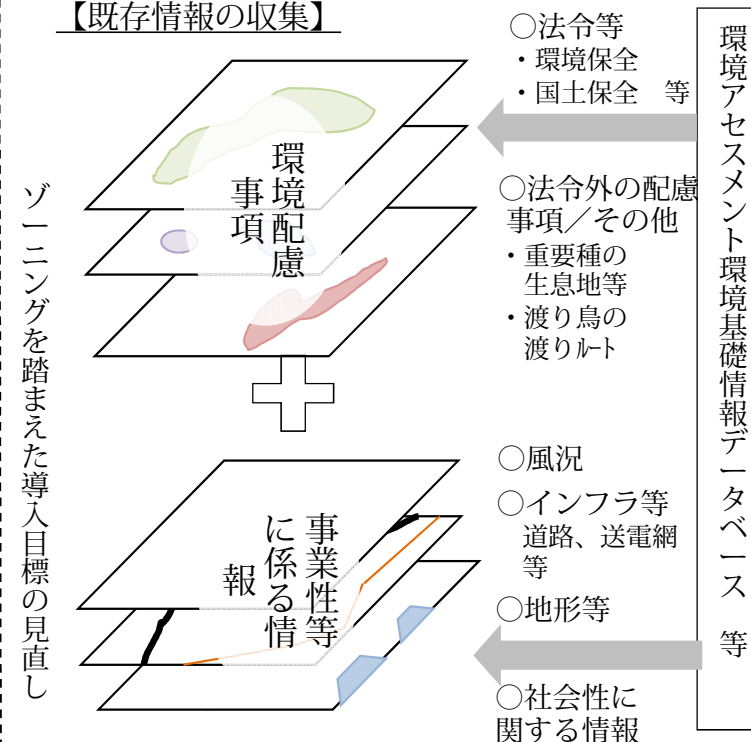 【既存情報の収集】
環境配慮
事項
○法令等
・環境保全
・国土保全　等
○法令外の配慮
事項／その他
・重要種の
生息地等
・渡り鳥の
渡りﾙｰﾄ
事業性等
に係る情
報
○風況
○インフラ等
道路、送電網
等
○地形等
○社会性に
関する情報
環境アセスメント環境基礎情報データベース　等
ゾーニングを踏まえた導入目標の見直し